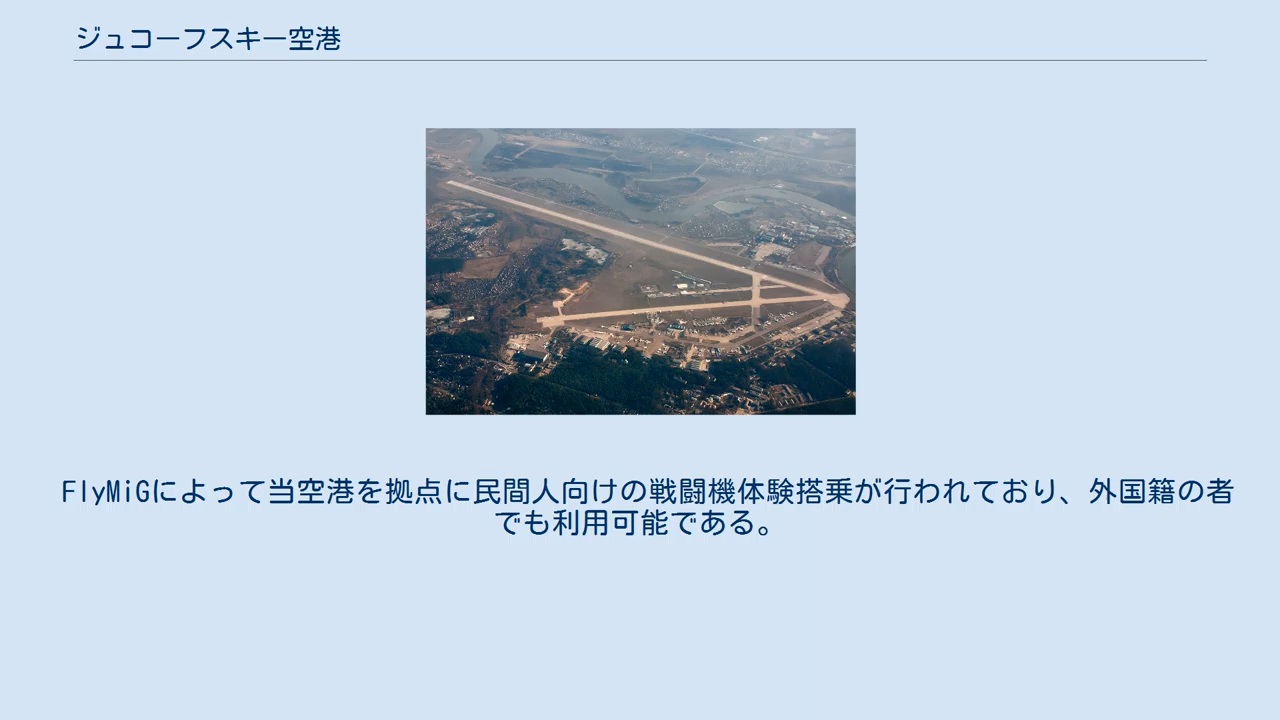 ジューコフスキー空港
FlyMiGによって当空港を拠点に民間人向けの戦闘機体験搭乗が行われており、外国籍の者
でも利用可能である。